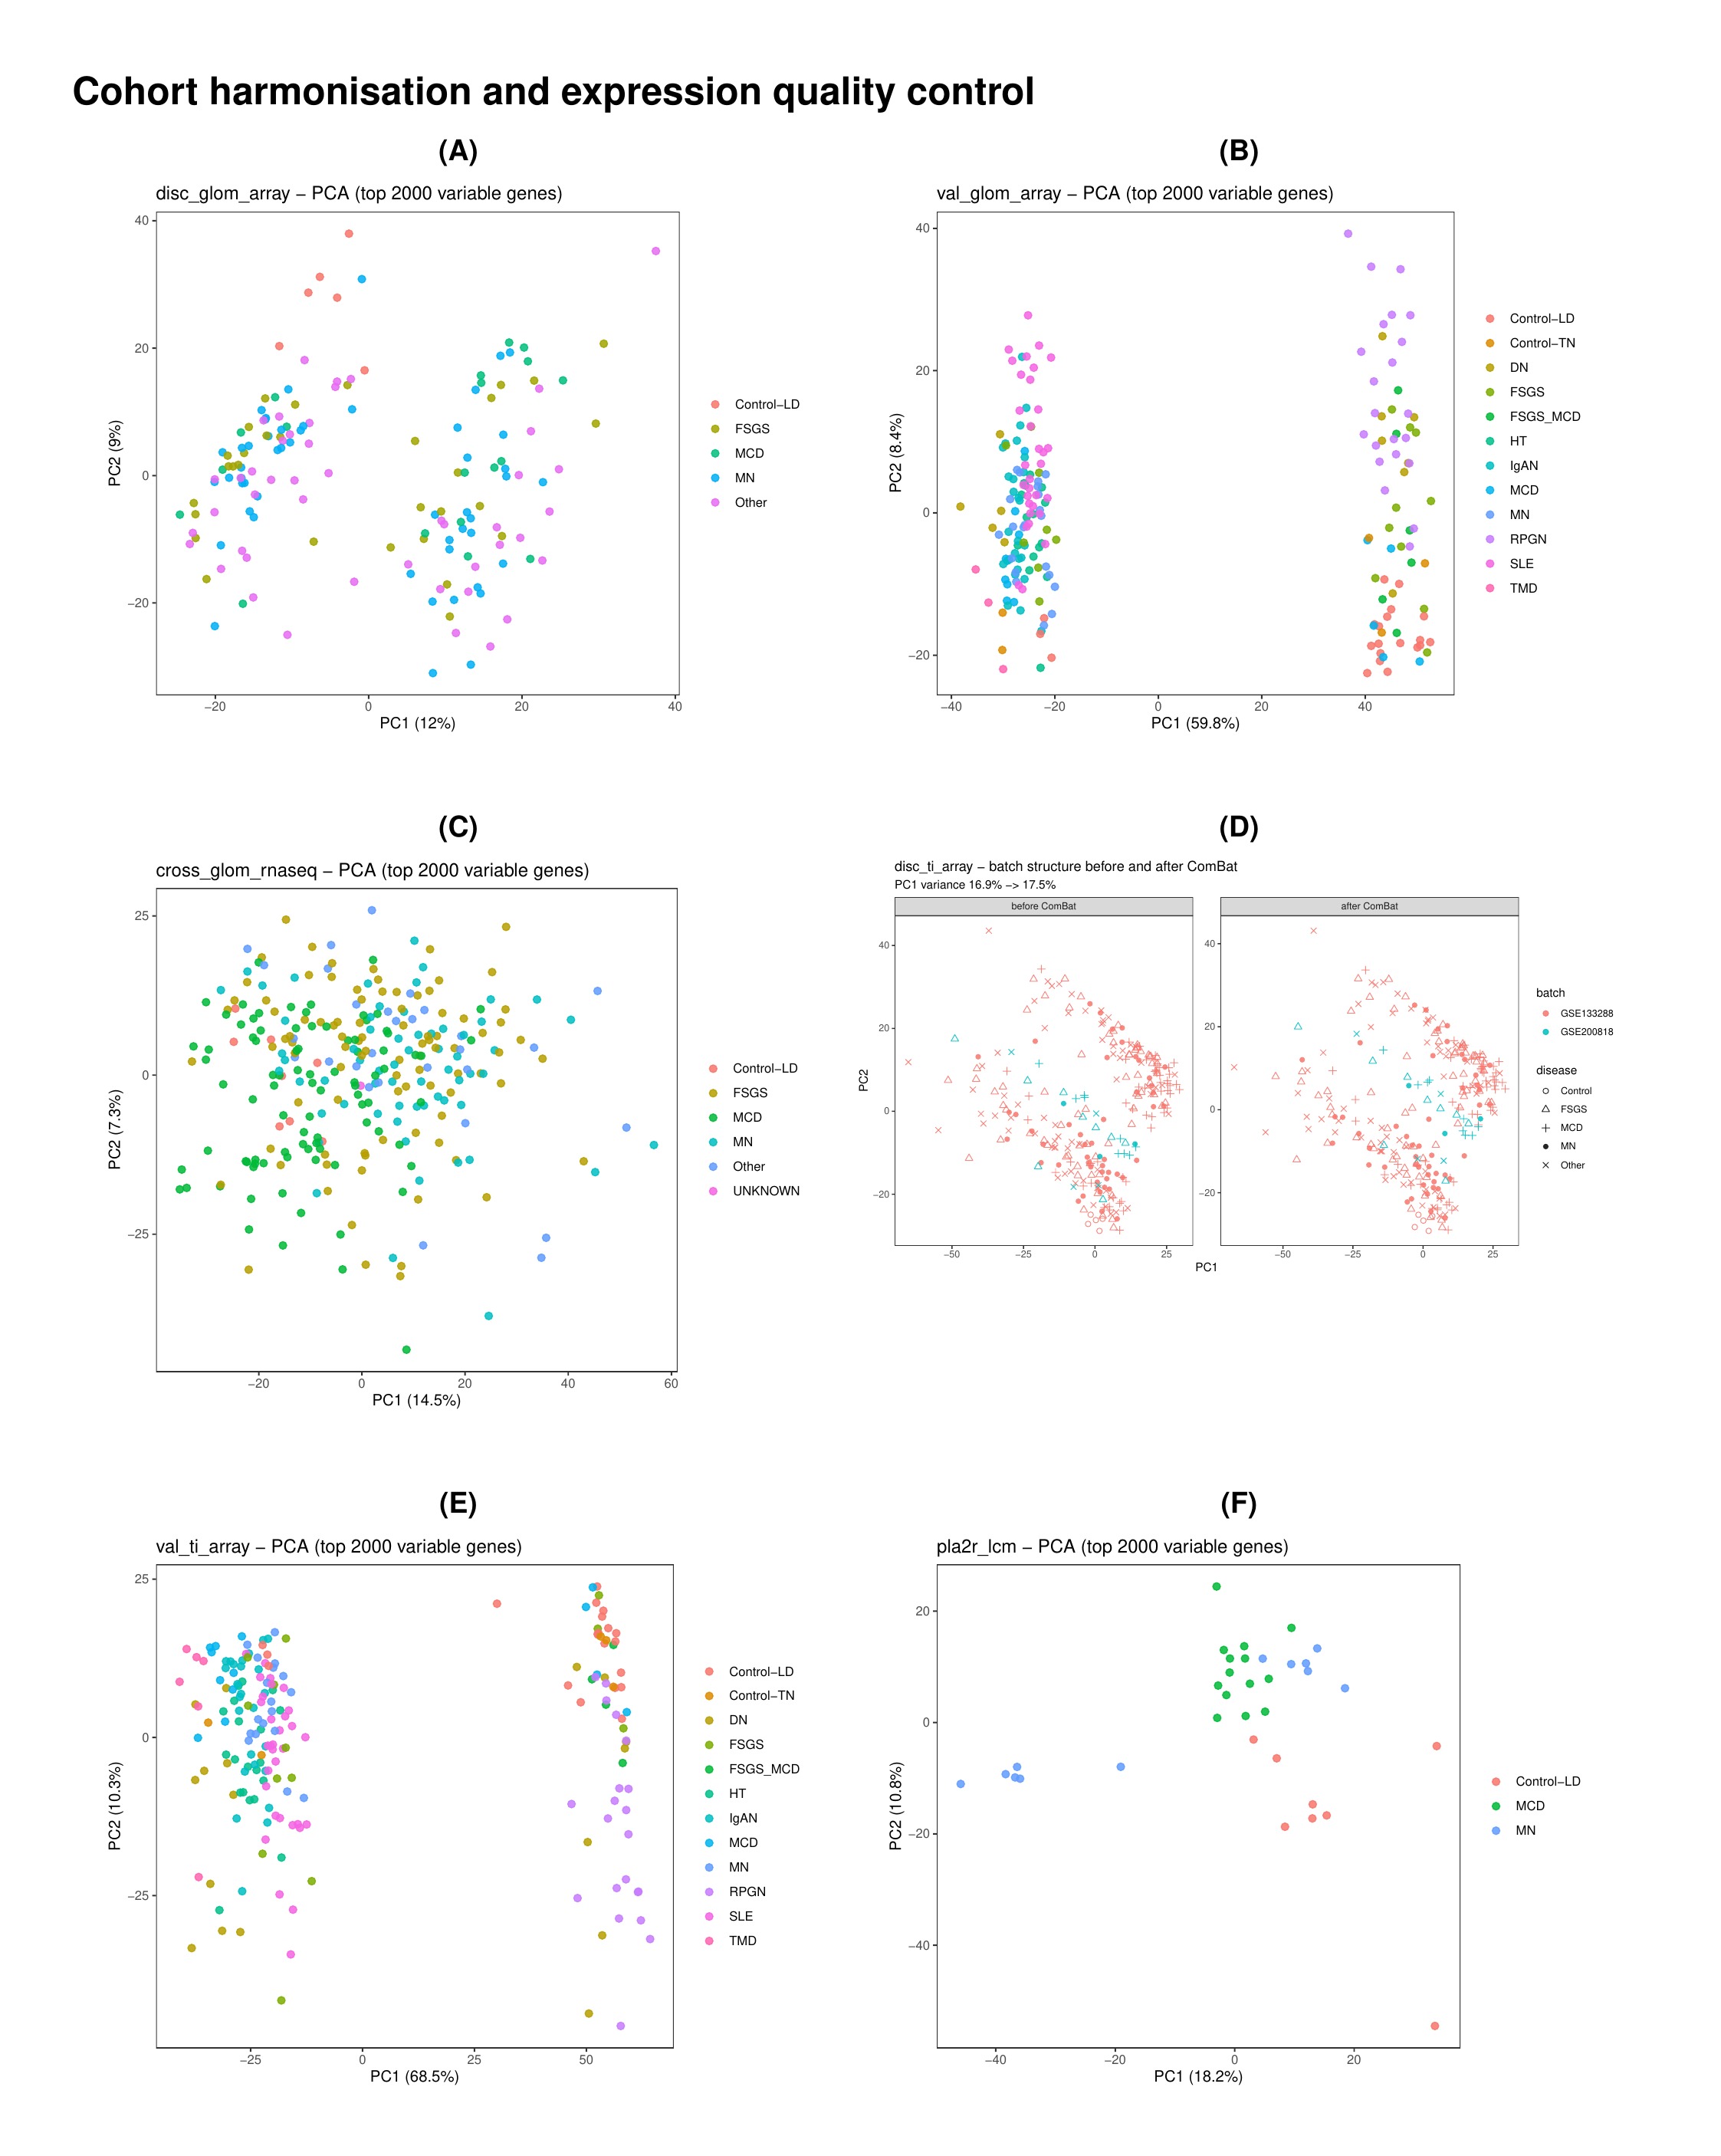 Cohort harmonisation and expression quality control
(A)
disc_glom_array – PCA (top 2000 variable genes)
40
20
0
−20
−20
0
20
40
PC1 (12%)
PC2 (9%)
Control−LD
FSGS
MCD
MN
Other
(B)
val_glom_array – PCA (top 2000 variable genes)
40
20
0
−20
−40
−20
0
20
40
PC1 (59.8%)
PC2 (8.4%)
Control−LD
Control−TN
DN
FSGS
FSGS_MCD
HT
IgAN
MCD
MN
RPGN
SLE
TMD
(C)
cross_glom_rnaseq – PCA (top 2000 variable genes)
25
0
−25
−20
0
20
40
60
PC1 (14.5%)
PC2 (7.3%)
Control−LD
FSGS
MCD
MN
Other
UNKNOWN
(D)
disc_ti_array – batch structure before and after ComBat
PC1 variance 16.9% −> 17.5%
before ComBat
after ComBat
40
20
0
−20
40
20
0
−20
−50
−25
0
25
−50
−25
0
25
PC1
PC2
batch
GSE133288
GSE200818
disease
Control
FSGS
MCD
MN
Other
(E)
val_ti_array – PCA (top 2000 variable genes)
25
0
−25
−25
0
25
50
PC1 (68.5%)
PC2 (10.3%)
Control−LD
Control−TN
DN
FSGS
FSGS_MCD
HT
IgAN
MCD
MN
RPGN
SLE
TMD
(F)
pla2r_lcm – PCA (top 2000 variable genes)
20
0
−20
−40
−40
−20
0
20
PC1 (18.2%)
PC2 (10.8%)
Control−LD
MCD
MN